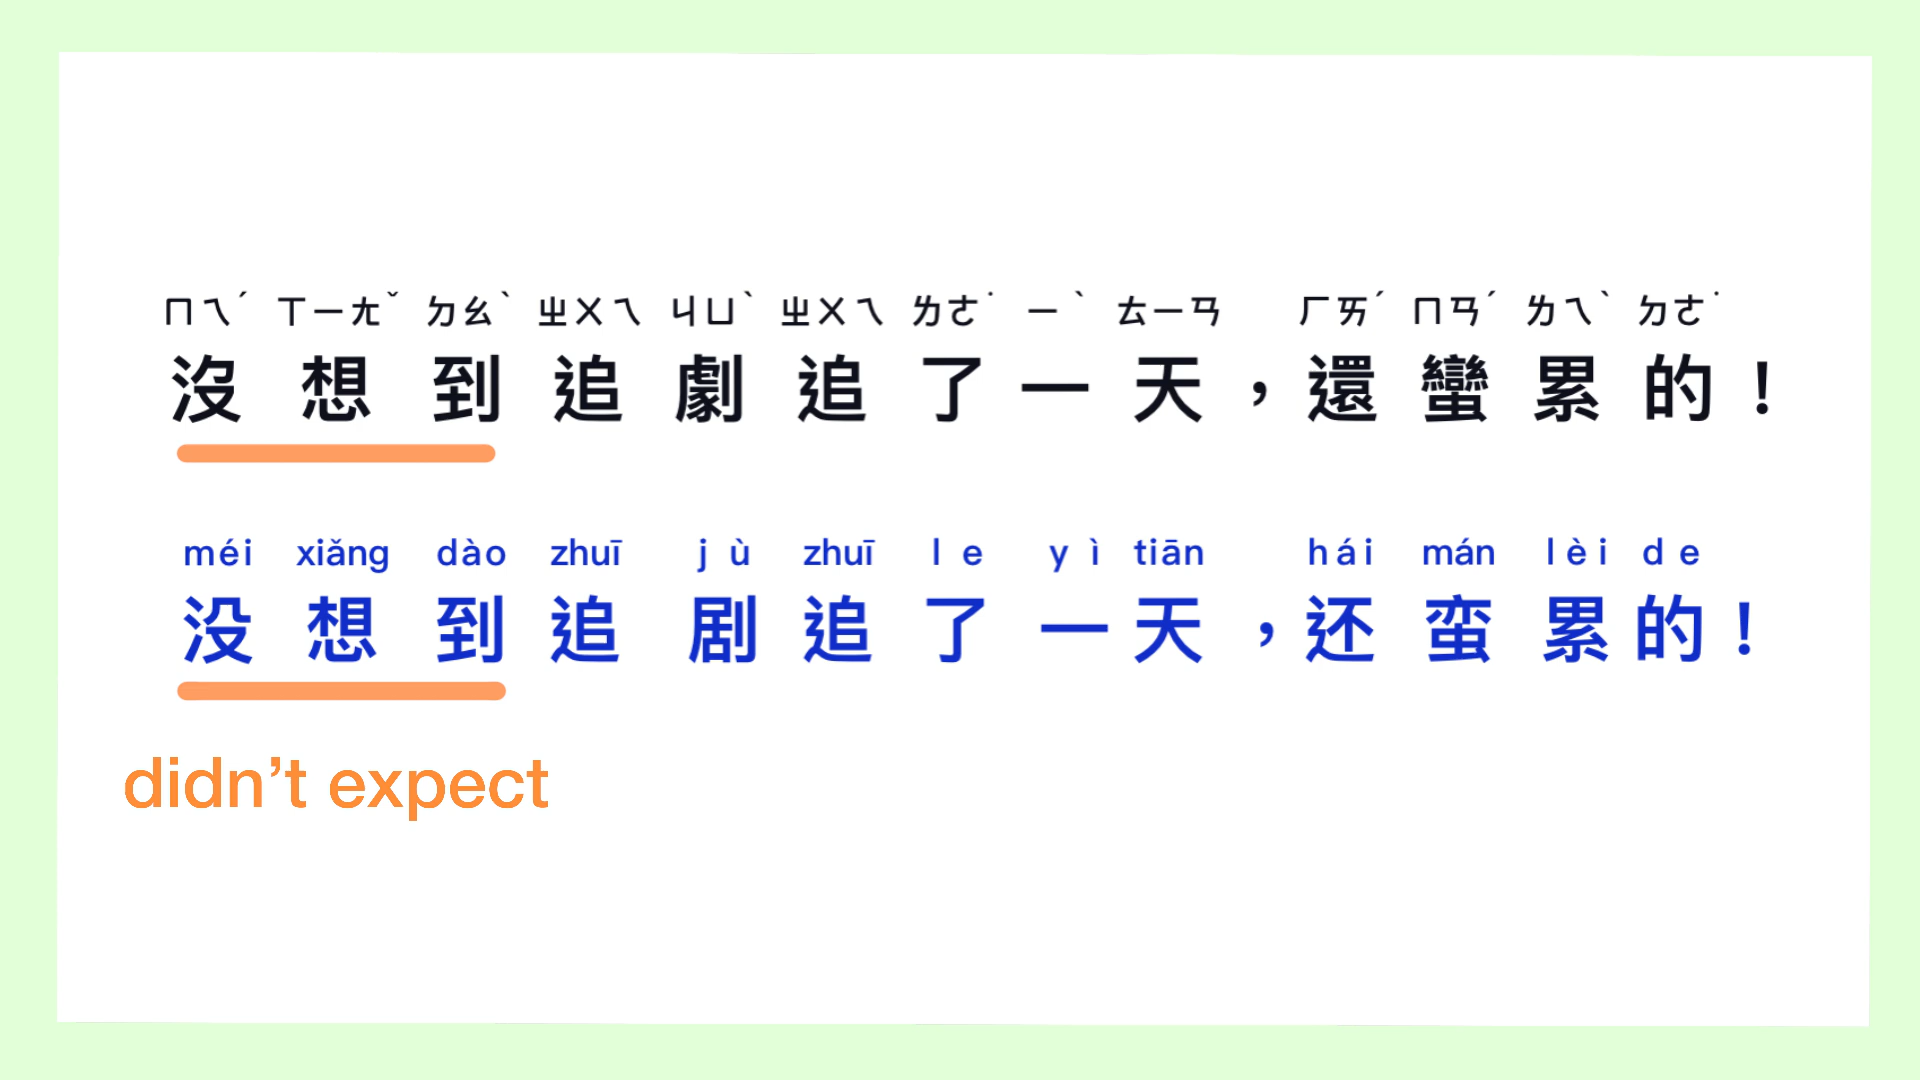 ㄇㄟˊ ㄒㄧㄤˇ ㄉㄠˋ ㄓㄨㄟ ㄐㄩˋ ㄓㄨㄟ ㄌㄜ˙ ㄧˋ ㄊㄧㄢ ㄏㄞˊ ㄇㄢˊ ㄌㄟˋ ㄉㄜ˙
沒想到追劇追了一天，還蠻累的！
méi xiǎng dào zhuī jù zhuī le yì tiān hái mán lèi de
没想到追剧追了一天，还蛮累的！
didn’t expect